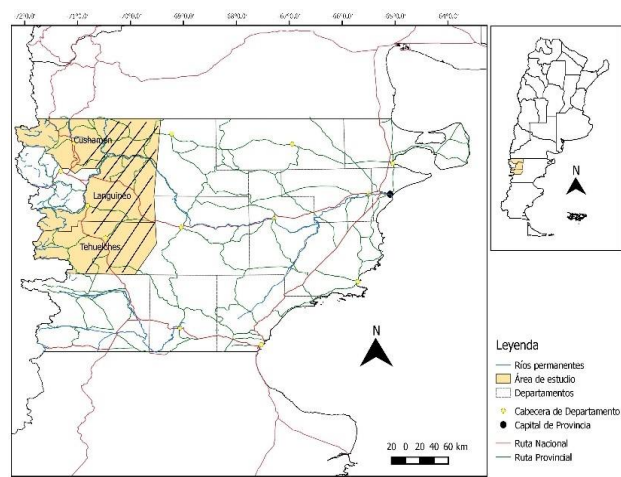 Cushamen
Languineo
Tehuelches
N
20 0 20 40 60 km
N
Leyenda
Ríos permanentes
Área de estudio
Departamentos
Cabecera de Departamento
Capital de Provincia
Ruta Nacional
Ruta Provincial